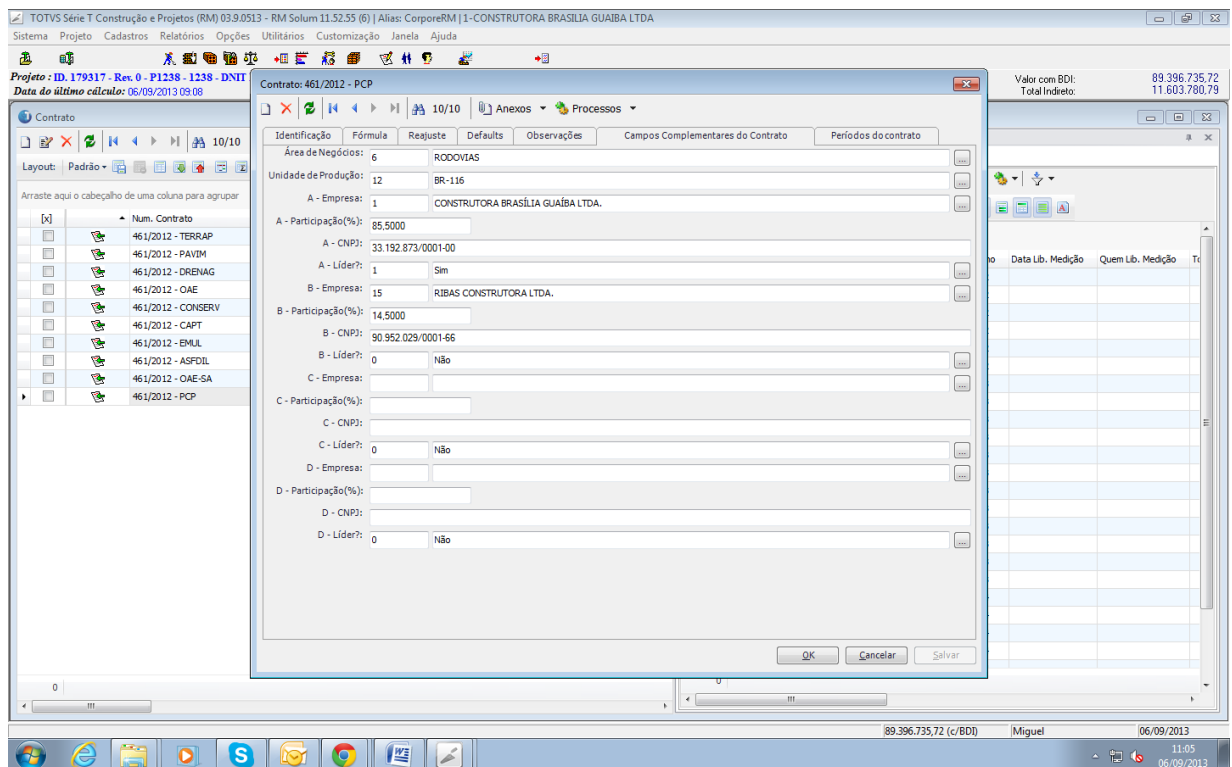 TOTVS Série T Construção e Projetos (RM) 03.9.0513 - RM Solum 11.52.55 (6) | Alias: CorporeRM | 1-CONSTRUTORA BRASILIA GUAIBA LTDA
Sistema Projeto Cadastros Relatórios Opções Utilitários Customização Janela Ajuda
Projeto : ID. 179317 - Rev. 0 - P1238 - 1238 - DNIT
Data do último cálculo: 06/09/2013 09:08
Valor com BDI: 89.396.735,72
Total Indireto: 11.603.780,79
Contrato
10/10
Layout: Padrão
Arraste aqui o cabeçalho de uma coluna para agrupar
[x] Num. Contrato
461/2012 - TERRAP
461/2012 - PAVIM
461/2012 - DRENAG
461/2012 - OAE
461/2012 - CONSERV
461/2012 - CAPT
461/2012 - EMUL
461/2012 - ASFDIL
461/2012 - OAE-SA
461/2012 - PCP
0
Contrato: 461/2012 - PCP
10/10 Anexos Processos
Identificação Fórmula Reajuste Defaults Observações Campos Complementares do Contrato Períodos do contrato
Área de Negócios: 6 RODOVIAS ...
Unidade de Produção: 12 BR-116 ...
A - Empresa: 1 CONSTRUTORA BRASÍLIA GUAÍBA LTDA. ...
A - Participação(%): 85,5000
A - CNPJ: 33.192.873/0001-00
A - Líder?: 1 Sim ...
B - Empresa: 15 RIBAS CONSTRUTORA LTDA. ...
B - Participação(%): 14,5000
B - CNPJ: 90.952.029/0001-66
B - Líder?: 0 Não ...
C - Empresa: ...
C - Participação(%):
C - CNPJ:
C - Líder?: 0 Não ...
D - Empresa: ...
D - Participação(%):
D - CNPJ:
D - Líder?: 0 Não ...
OK Cancelar Salvar
Data Lib. Medição Quem Lib. Medição
0
89.396.735,72 (c/BDI) Miguel 06/09/2013
11:05
06/09/2013